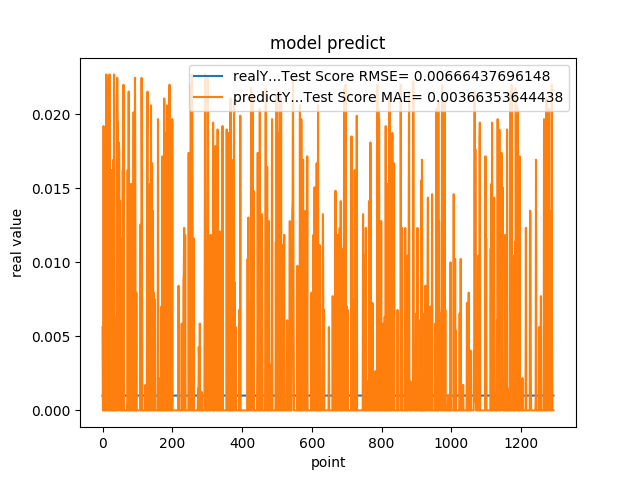 model predict
realY...Test Score RMSE= 0.00666437696148
predictY...Test Score MAE= 0.00366353644438
real value
0.020
0.015
0.010
0.005
0.000
0 200 400 600 800 1000 1200
point